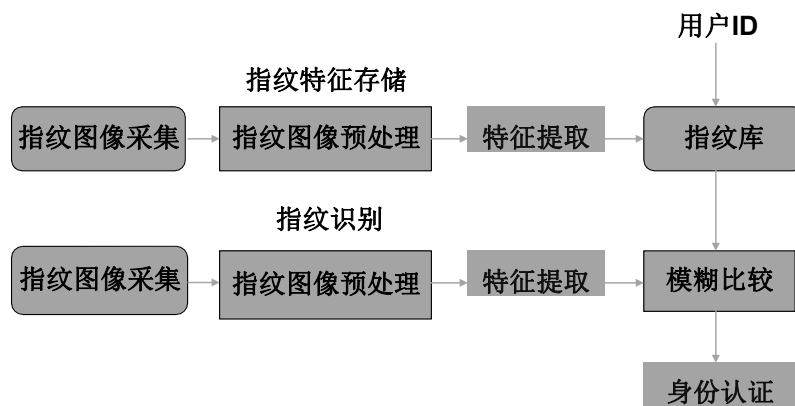 用户ID
指纹特征存储
指纹图像采集
指纹图像预处理
特征提取
指纹库
指纹识别
指纹图像采集
指纹图像预处理
特征提取
模糊比较
身份认证